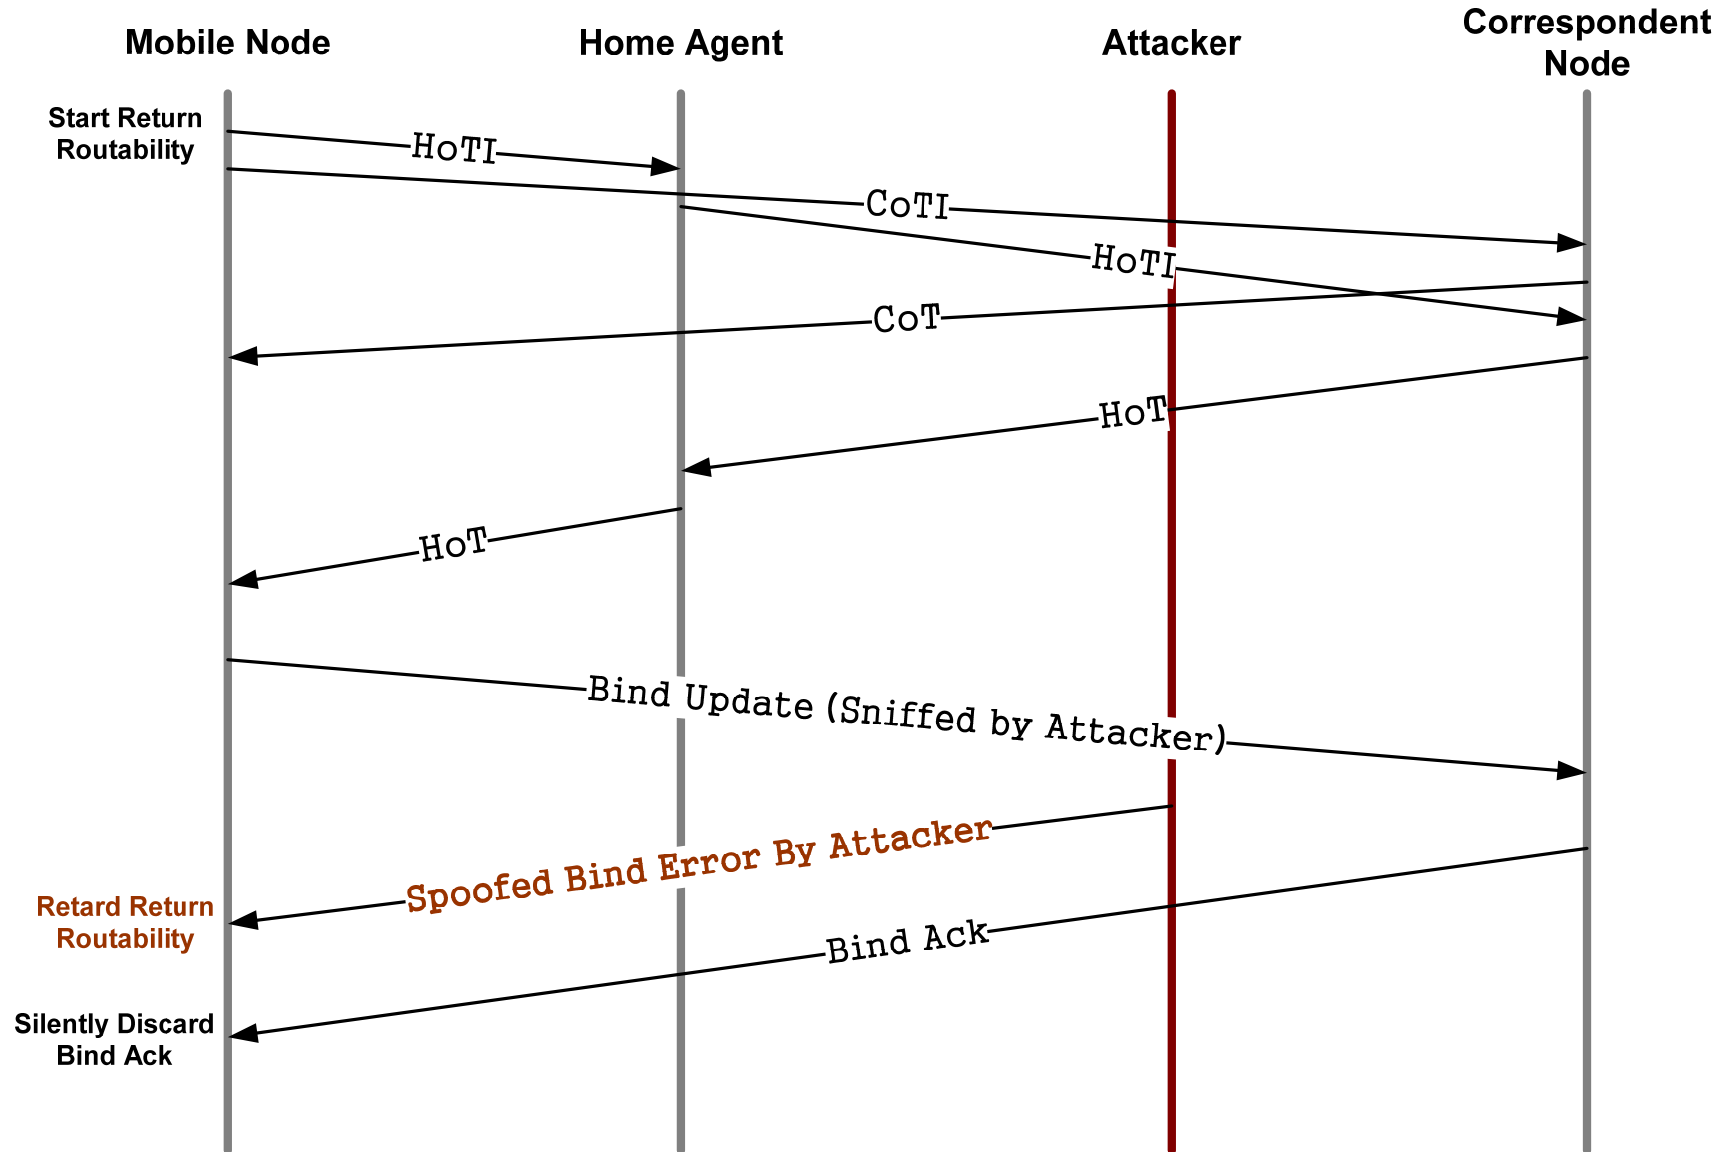 Mobile Node
Home Agent
Attacker
Correspondent
Node
Start Return
Routability
HoTI
CoTI
HoTI
CoT
HoT
HoT
Bind Update (Sniffed by Attacker)
Spoofed Bind Error By Attacker
Retard Return
Routability
Bind Ack
Silently Discard
Bind Ack